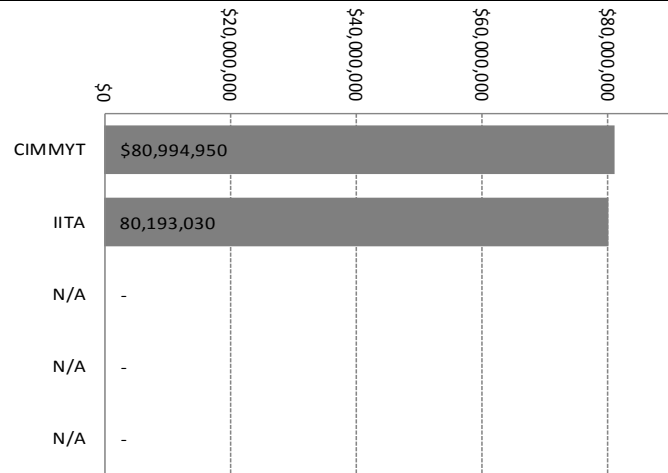 $0
$20,000,000
$40,000,000
$60,000,000
$80,000,000
CIMMYT $80,994,950
IITA 80,193,030
N/A -
N/A -
N/A -